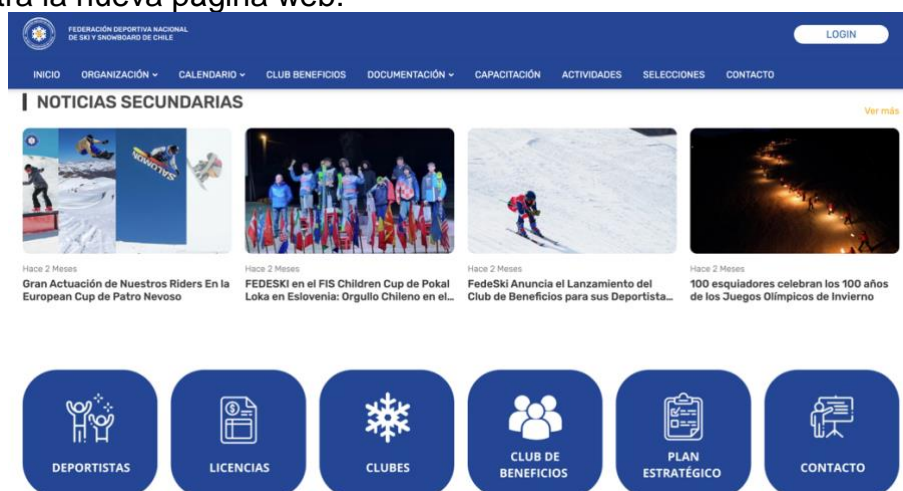 la nueva página web.
FEDERACIÓN DEPORTIVA NACIONAL
DE SKI Y SNOWBOARD DE CHILE
LOGIN
INICIO ORGANIZACIÓN CALENDARIO CLUB BENEFICIOS DOCUMENTACIÓN CAPACITACIÓN ACTIVIDADES SELECCIONES CONTACTO
NOTICIAS SECUNDARIAS
Ver más
SALOMON
Hace 2 Meses
Gran Actuación de Nuestros Riders En la
European Cup de Patro Nevoso
Hace 2 Meses
FEDESKI en el FIS Children Cup de Pokal
Loka en Eslovenia: Orgullo Chileno en el...
Hace 2 Meses
FedeSki Anuncia el Lanzamiento del
Club de Beneficios para sus Deportista...
Hace 2 Meses
100 esquiadores celebran los 100 años
de los Juegos Olímpicos de Invierno
DEPORTISTAS
LICENCIAS
CLUBES
CLUB DE
BENEFICIOS
PLAN
ESTRATÉGICO
CONTACTO